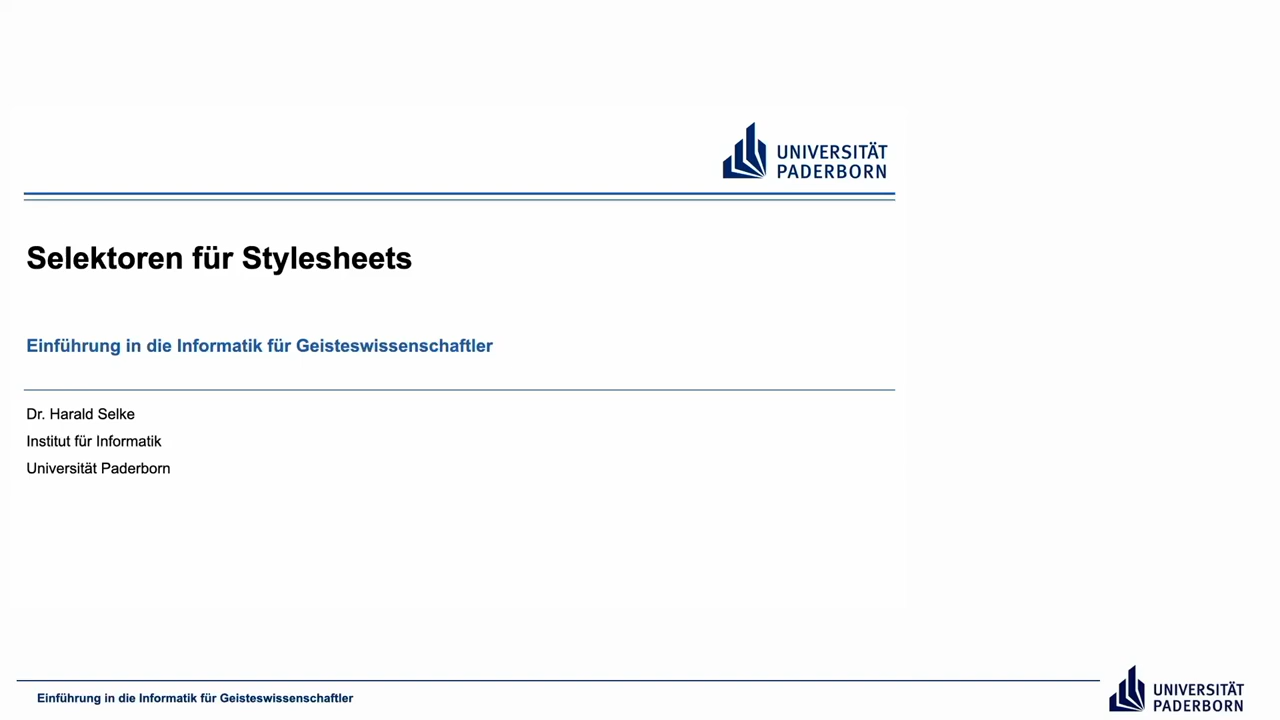 UNIVERSITÄT
PADERBORN
Selektoren für Stylesheets
Einführung in die Informatik für Geisteswissenschaftler
Dr. Harald Selke
Institut für Informatik
Universität Paderborn
Einführung in die Informatik für Geisteswissenschaftler
UNIVERSITÄT
PADERBORN